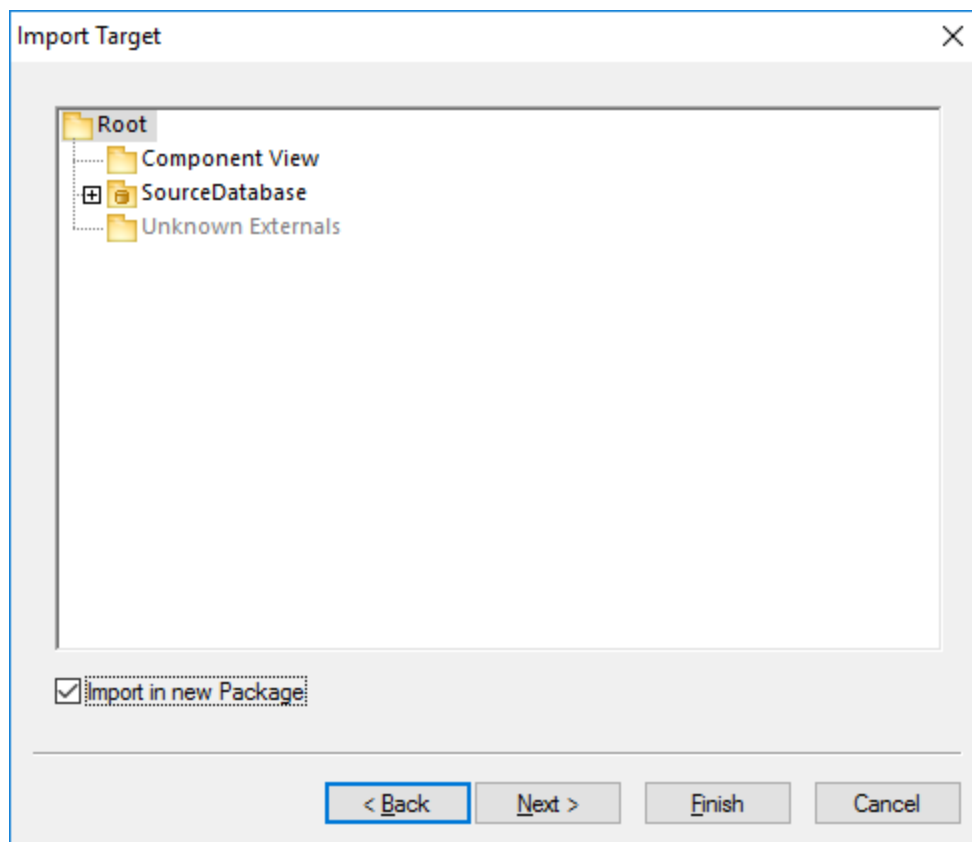 Import Target
Root
Component View
SourceDatabase
Unknown Externals
Import in new Package
< Back Next > Finish Cancel